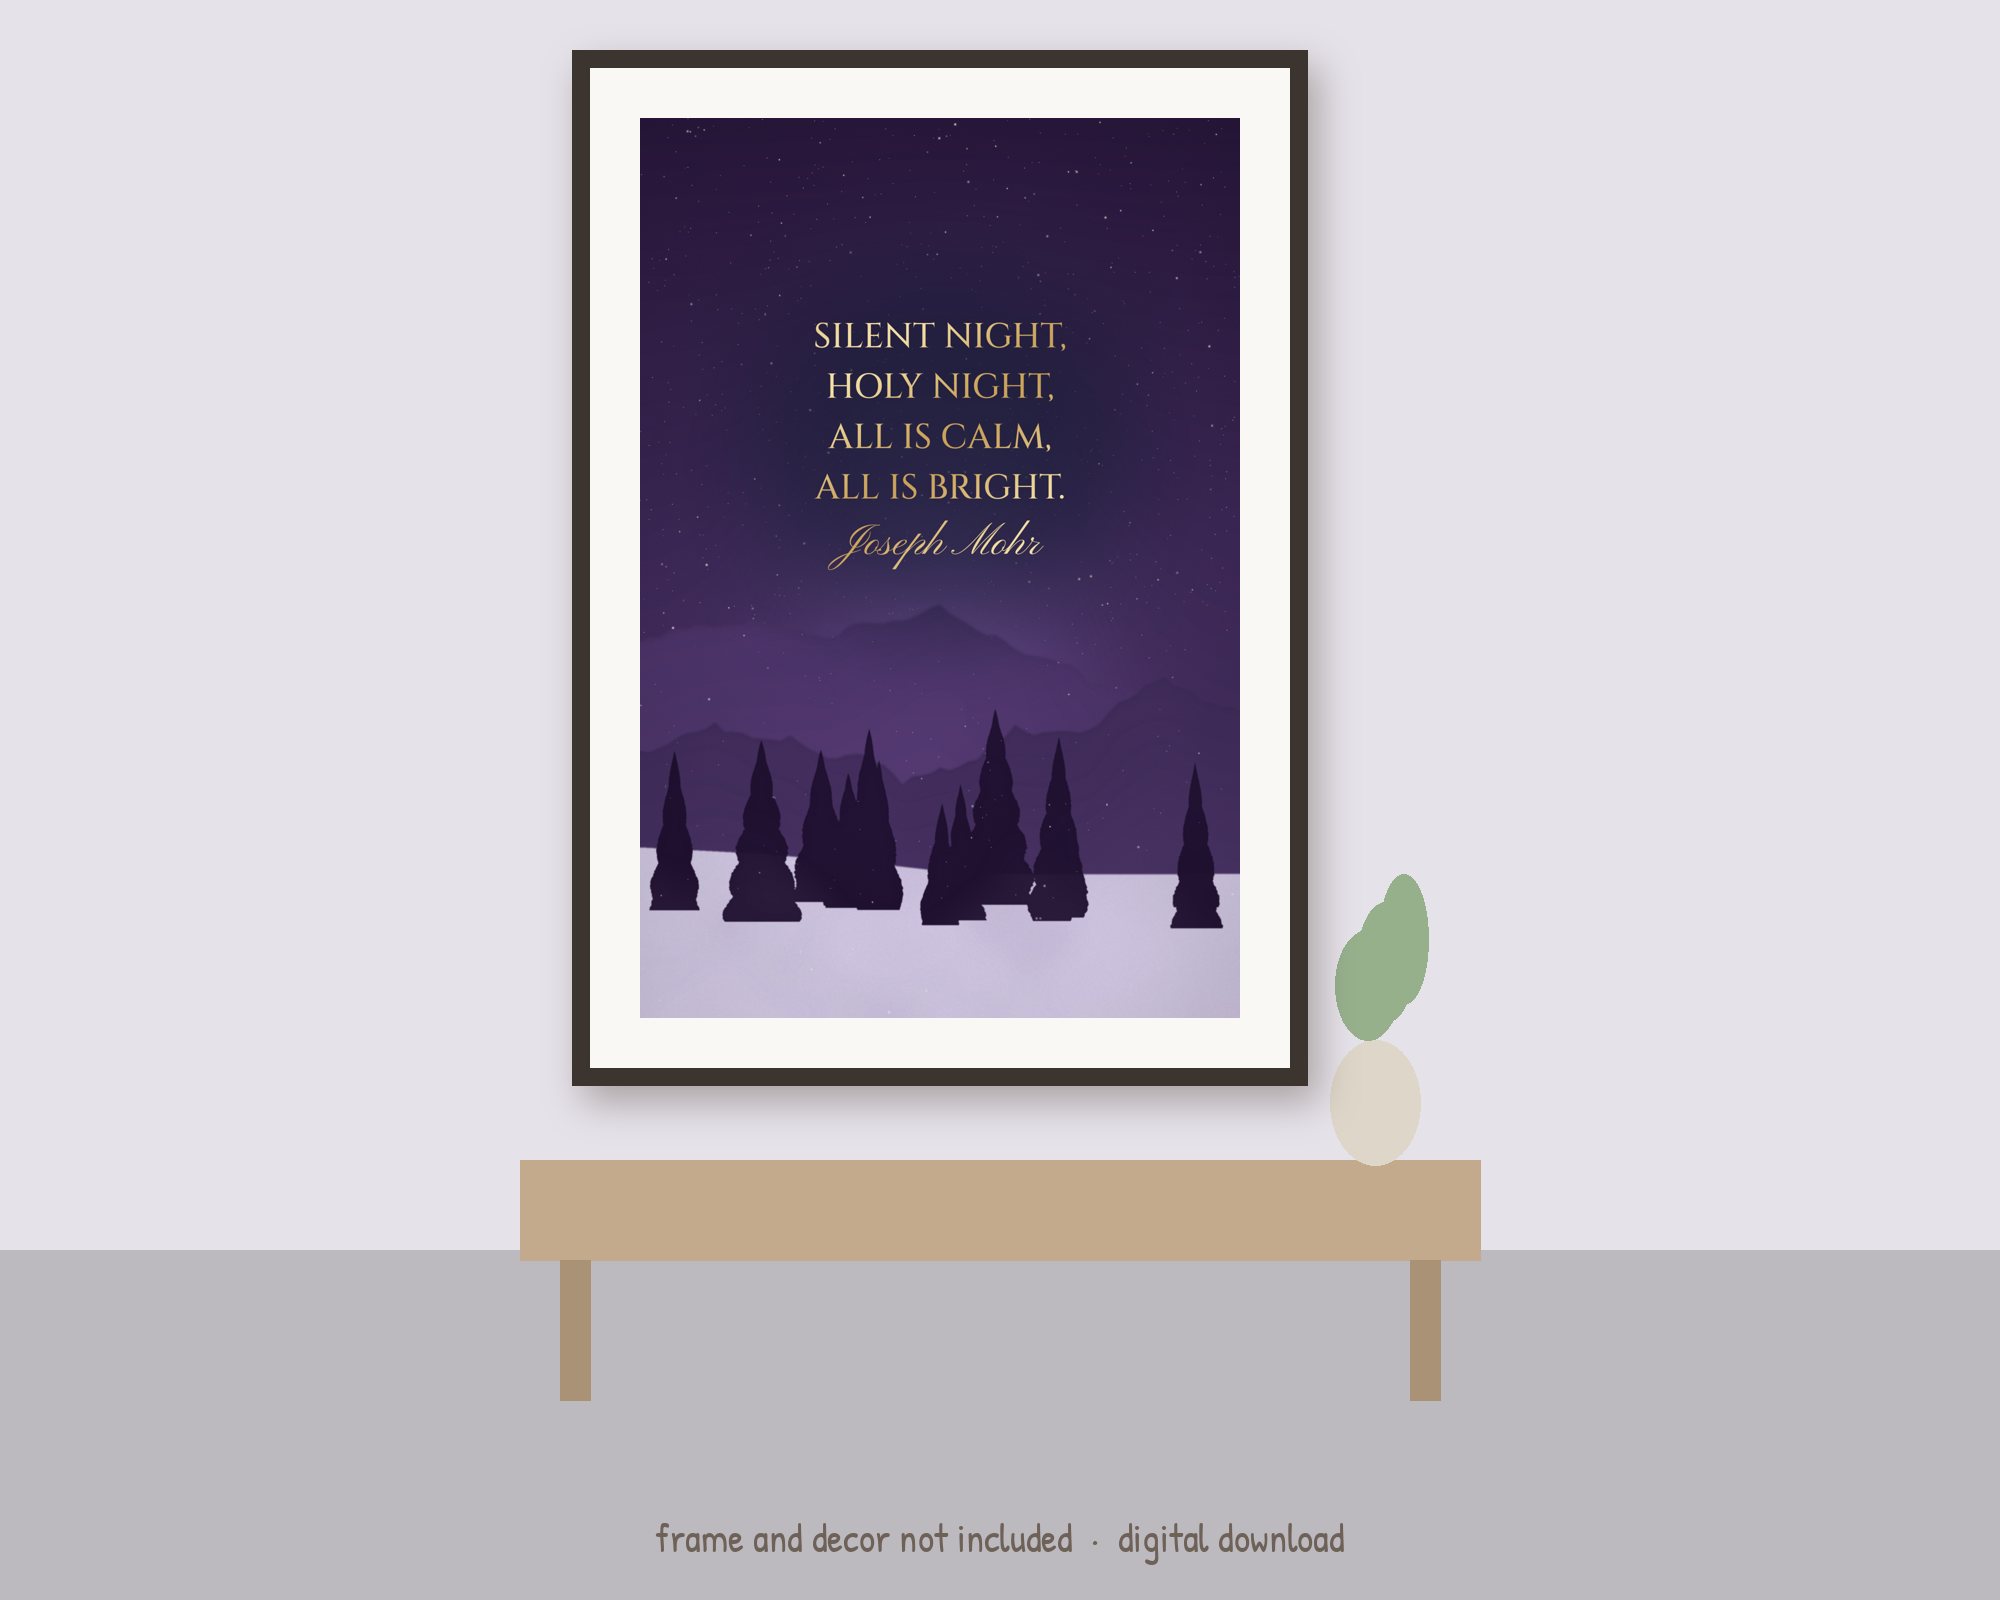 SILENT NIGHT,
HOLY NIGHT,
ALL IS CALM,
ALL IS BRIGHT.
Joseph Mohr
frame and decor not included · digital download